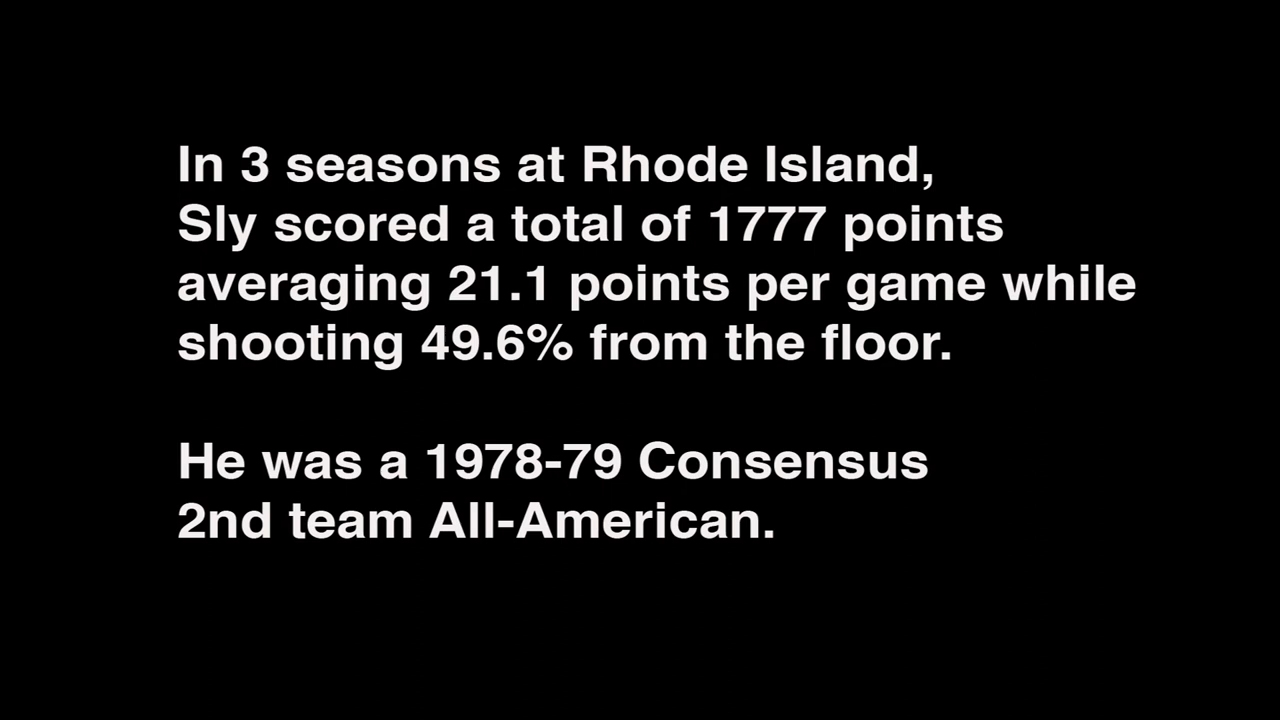 In 3 seasons at Rhode Island,
Sly scored a total of 1777 points
averaging 21.1 points per game while
shooting 49.6% from the floor.
He was a 1978-79 Consensus
2nd team All-American.